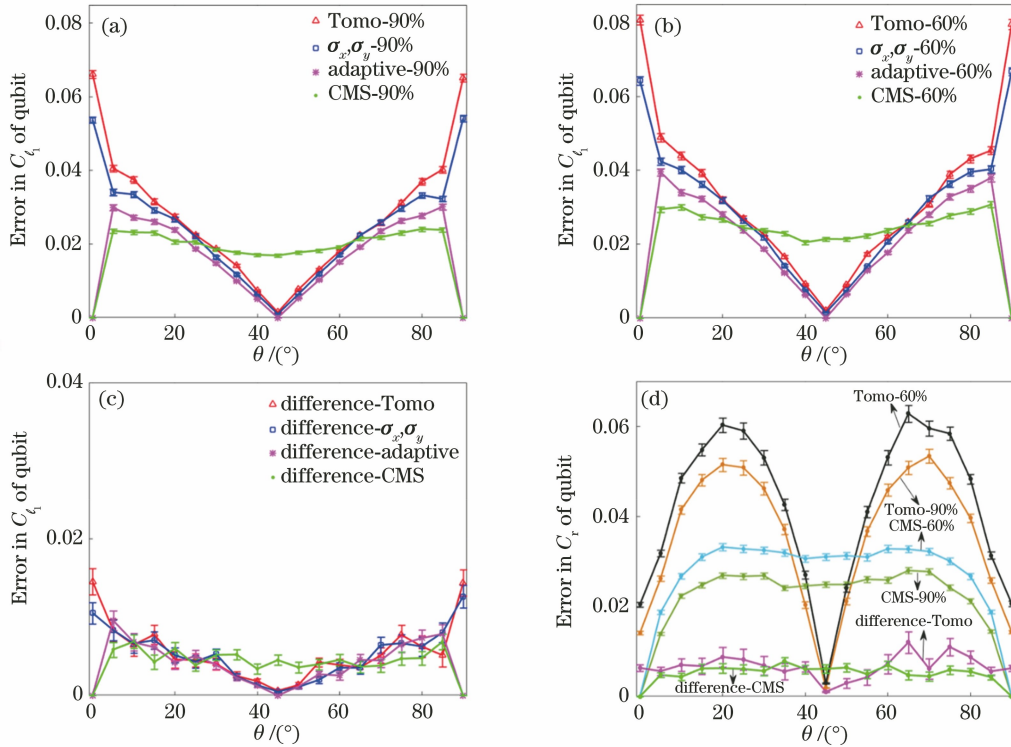 (a)
Tomo-90%
σx,σy-90%
adaptive-90%
CMS-90%
Error in Cℓ1 of qubit
0.08
0.06
0.04
0.02
0
0
20
40
60
80
θ /(°)
(b)
Tomo-60%
σx,σy-60%
adaptive-60%
CMS-60%
Error in Cℓ1 of qubit
0.08
0.06
0.04
0.02
0
0
20
40
60
80
θ /(°)
(c)
difference-Tomo
difference-σx,σy
difference-adaptive
difference-CMS
Error in Cℓ1 of qubit
0.04
0.02
0
0
20
40
60
80
θ /(°)
(d)
Tomo-60%
Tomo-90%
CMS-60%
CMS-90%
difference-Tomo
difference-CMS
Error in Cr of qubit
0.06
0.04
0.02
0
0
20
40
60
80
θ /(°)